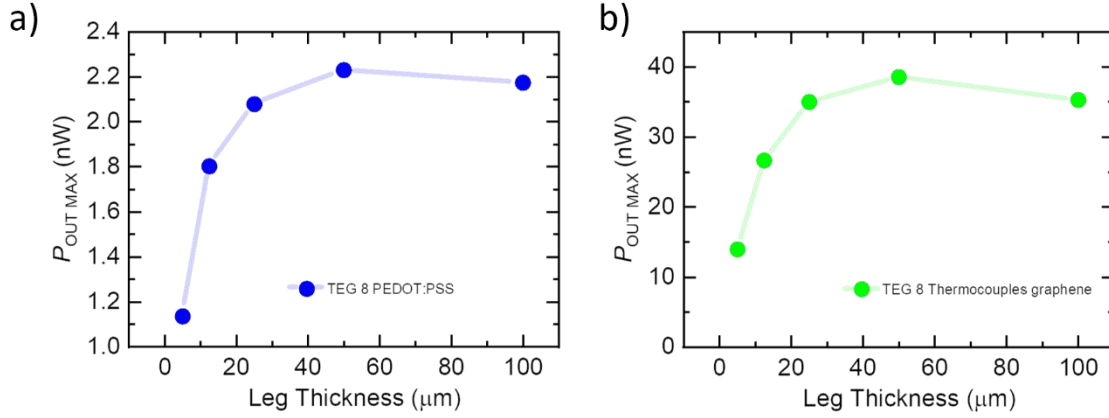 a)
2.4
2.2
2.0
1.8
1.6
1.4
1.2
1.0
P_OUT MAX (nW)
TEG 8 PEDOT:PSS
0 20 40 60 80 100
Leg Thickness (μm)
b)
40
30
20
10
0
P_OUT MAX (nW)
TEG 8 Thermocouples graphene
0 20 40 60 80 100
Leg Thickness (μm)